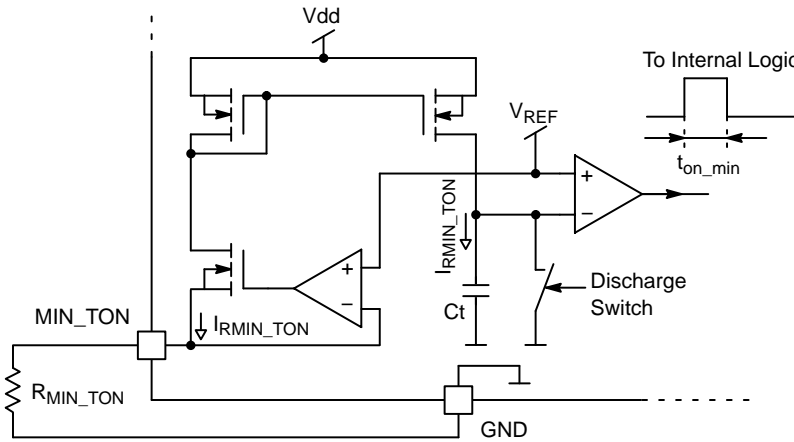 Vdd
To Internal Logic
VREF
ton_min
+
−
IRMIN_TON
+
−
Discharge
Switch
Ct
MIN_TON
IRMIN_TON
RMIN_TON
GND